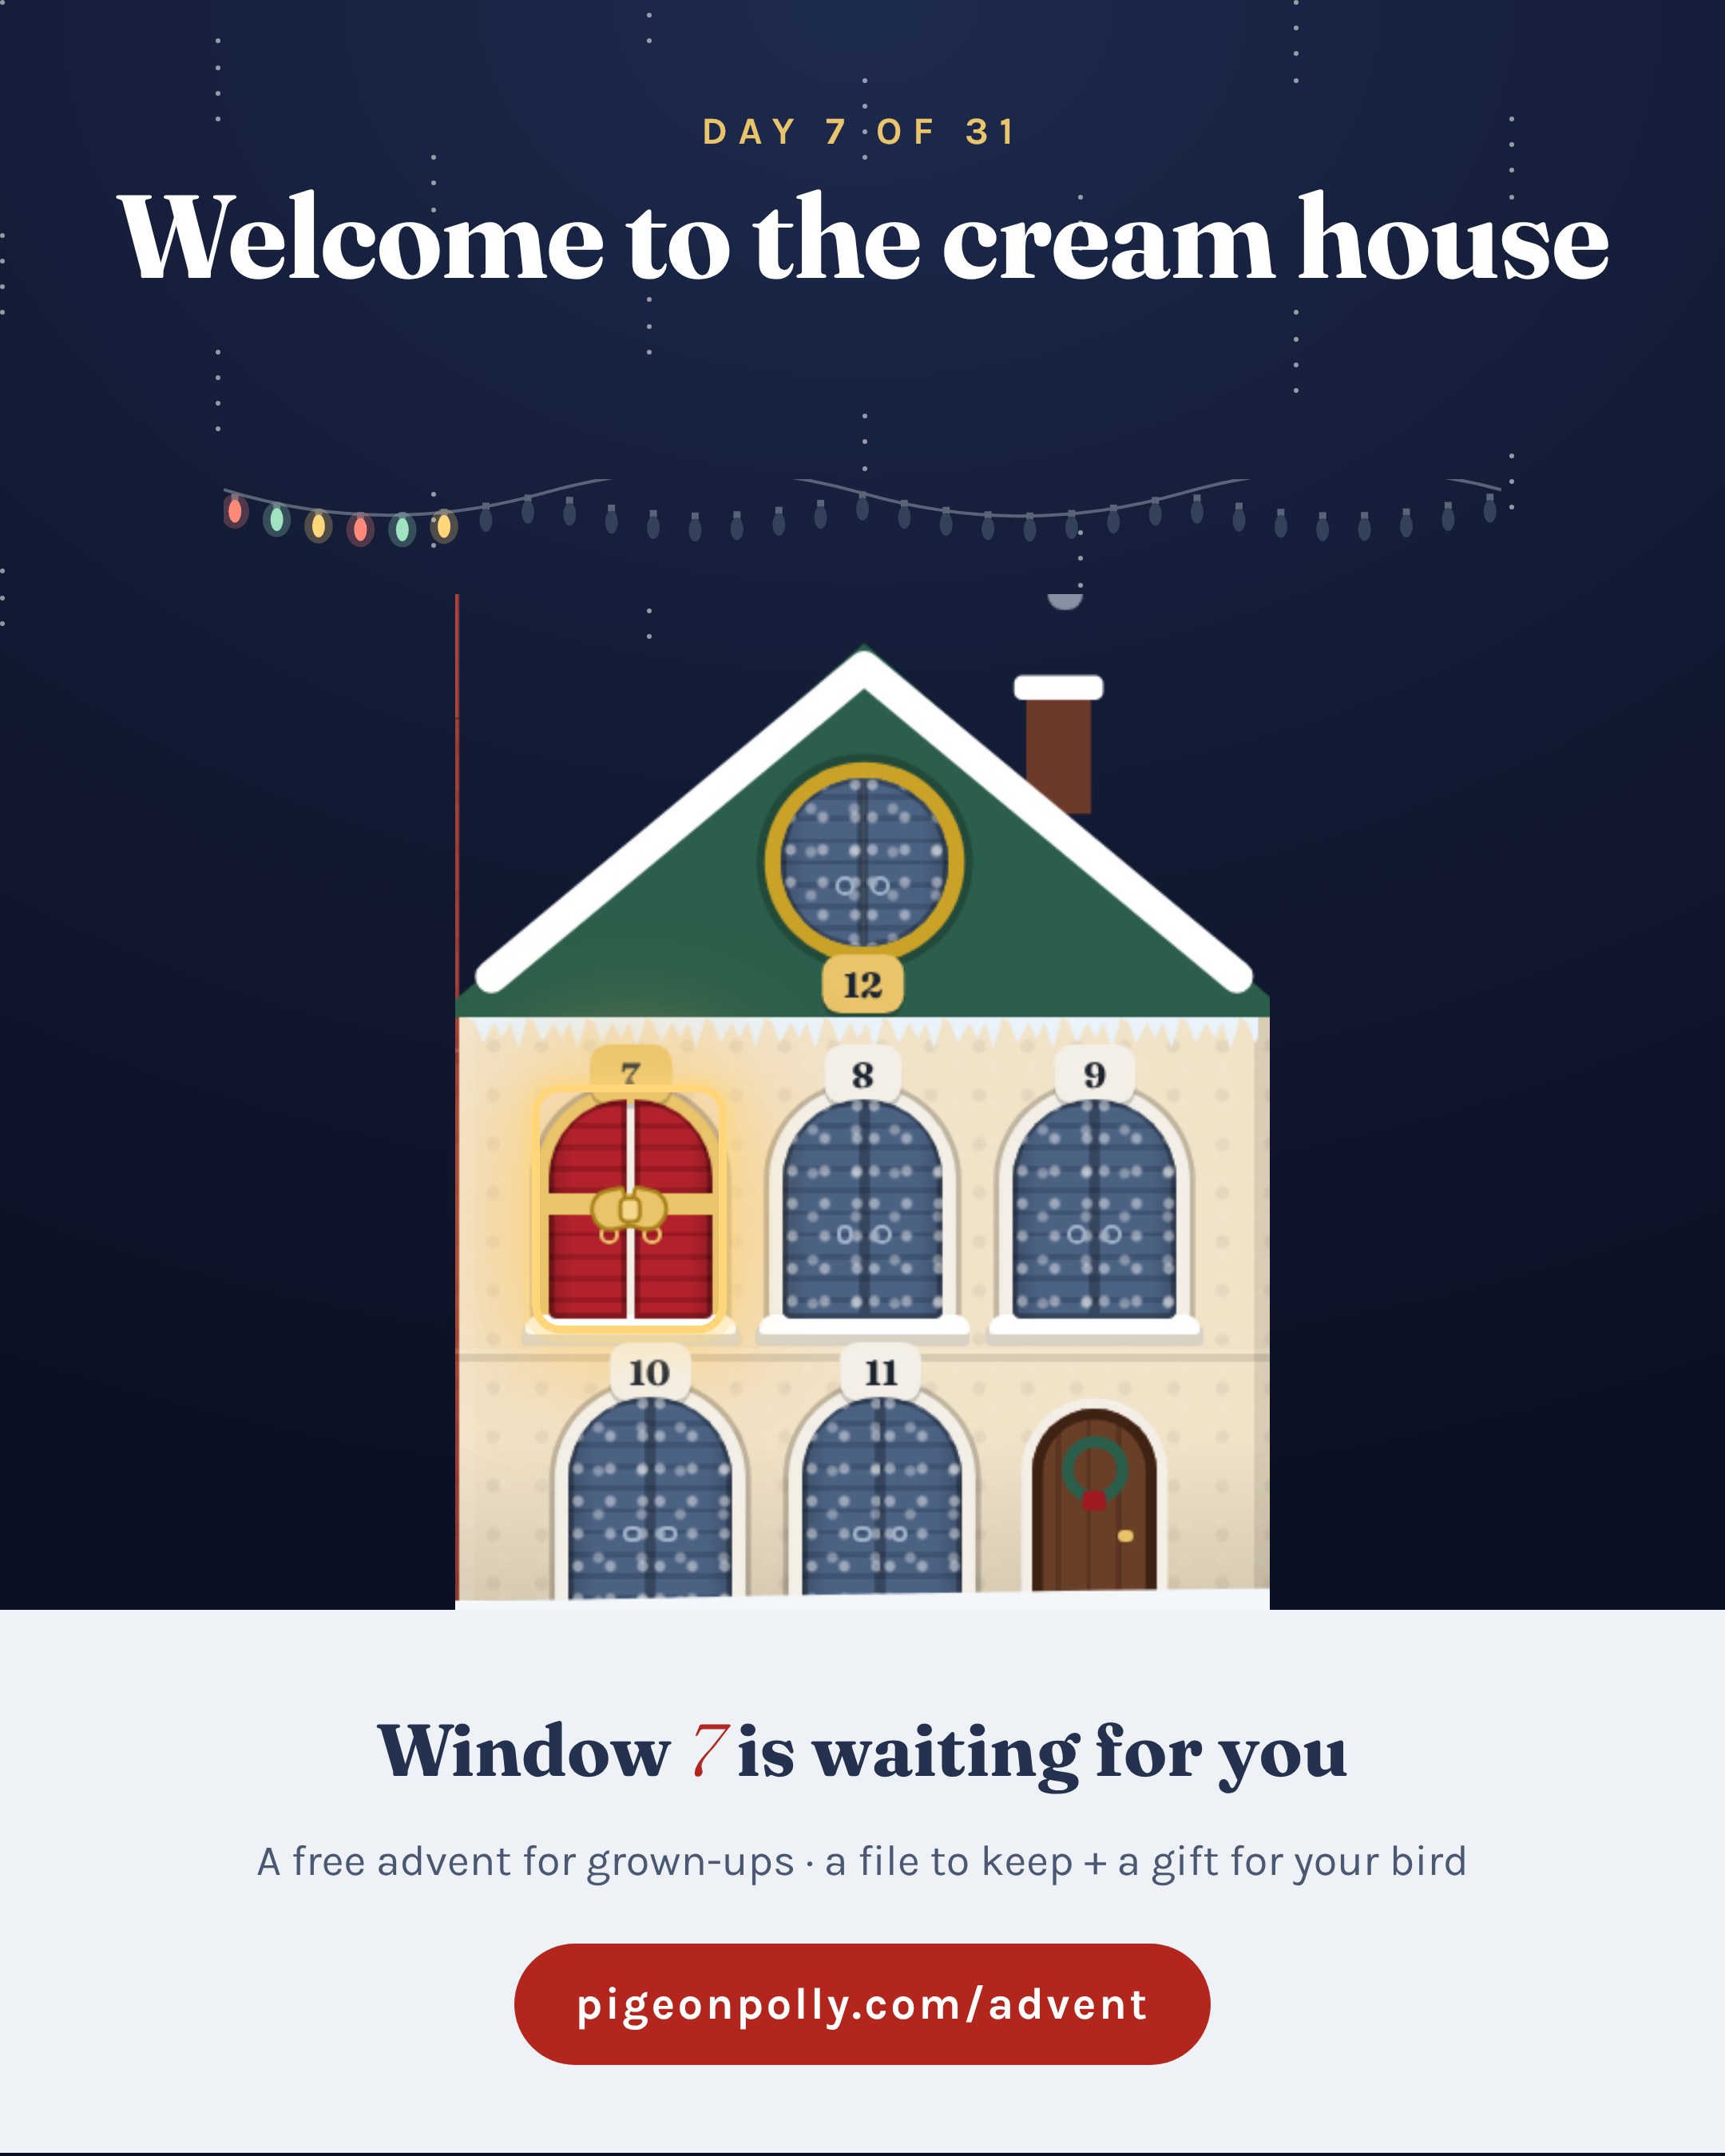 DAY 7 OF 31
Welcome to the cream house
12
7 8 9
10 11
Window 7 is waiting for you
A free advent for grown-ups · a file to keep + a gift for your bird
pigeonpolly.com/advent